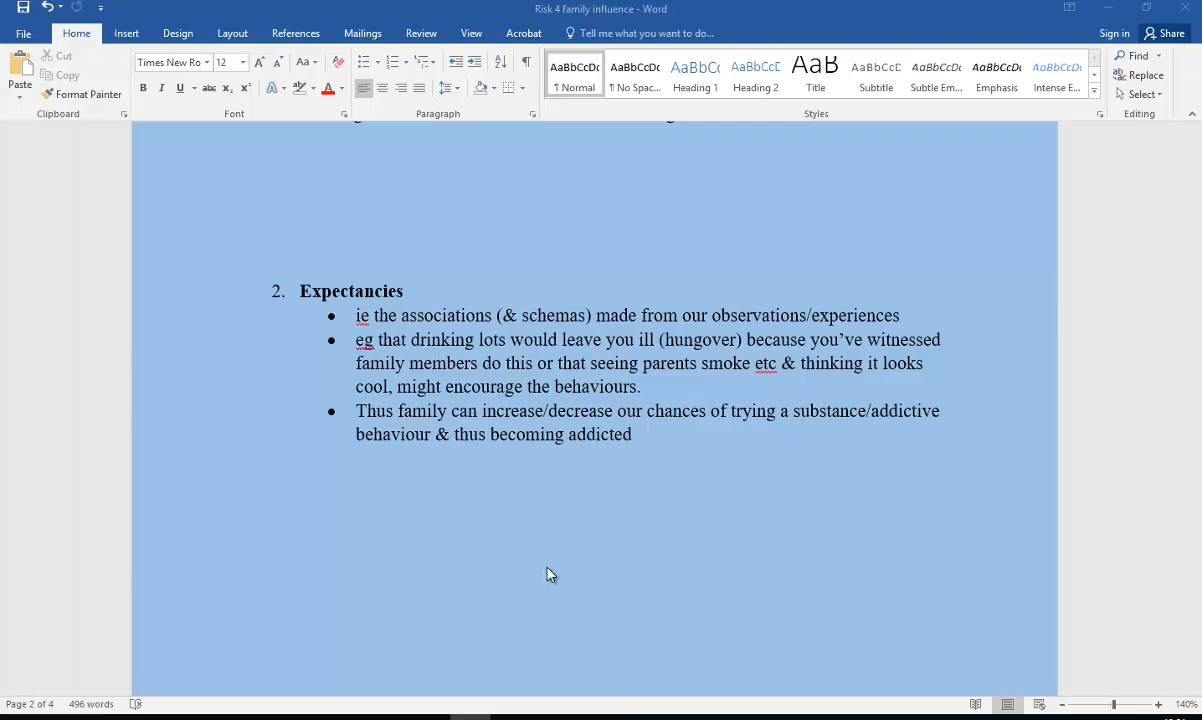 Risk 4 family influence - Word
File Home Insert Design Layout References Mailings Review View Acrobat Tell me what you want to do... Sign in Share
Cut
Copy
Format Painter
Paste
Times New Ro 12
Clipboard Font Paragraph Styles Editing
AaBbCcDc AaBbCcDc AaBbCc AaBbCcD AaB AaBbCcD AaBbCcDc AaBbCcDc AaBbCcDc
¶ Normal ¶ No Spac... Heading 1 Heading 2 Title Subtitle Subtle Em... Emphasis Intense E...
Find
Replace
Select
2. Expectancies
• ie the associations (& schemas) made from our observations/experiences
• eg that drinking lots would leave you ill (hungover) because you’ve witnessed
family members do this or that seeing parents smoke etc & thinking it looks
cool, might encourage the behaviours.
• Thus family can increase/decrease our chances of trying a substance/addictive
behaviour & thus becoming addicted
Page 2 of 4 496 words 140%